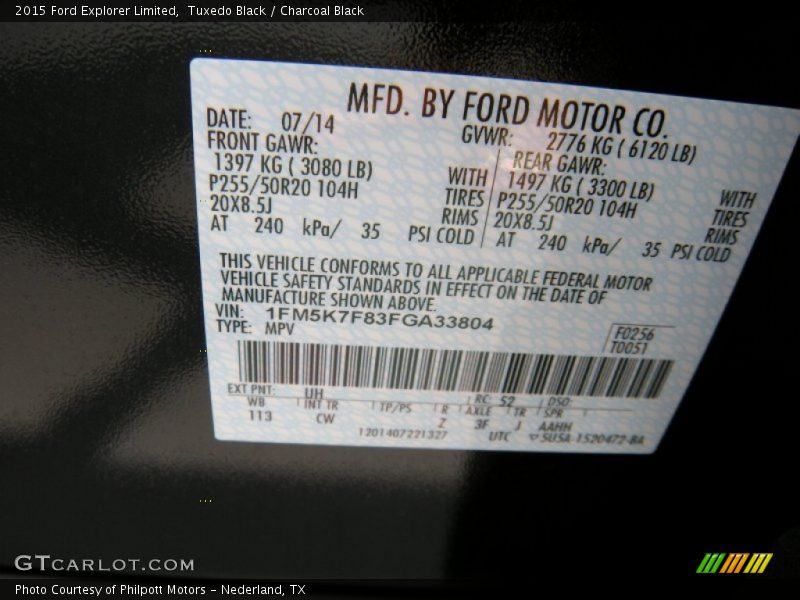 2015 Ford Explorer Limited, Tuxedo Black / Charcoal Black
MFD. BY FORD MOTOR CO.
DATE: 07/14 GVWR: 2776 KG ( 6120 LB)
FRONT GAWR: REAR GAWR:
1397 KG ( 3080 LB) WITH 1497 KG ( 3300 LB) WITH
P255/50R20 104H TIRES P255/50R20 104H TIRES
20X8.5J RIMS 20X8.5J RIMS
AT 240 kPa/ 35 PSI COLD AT 240 kPa/ 35 PSI COLD
THIS VEHICLE CONFORMS TO ALL APPLICABLE FEDERAL MOTOR
VEHICLE SAFETY STANDARDS IN EFFECT ON THE DATE OF
MANUFACTURE SHOWN ABOVE.
VIN: 1FM5K7F83FGA33804
TYPE: MPV
F0256
T0051
EXT PNT: UH RC: 52 DSO:
WB INT TR TP/PS R AXLE TR SPR
113 CW Z 3F J AAHH
1201407221327 UTC ▽SUSA-1520472-BA
GTCARLOT.COM
Photo Courtesy of Philpott Motors - Nederland, TX